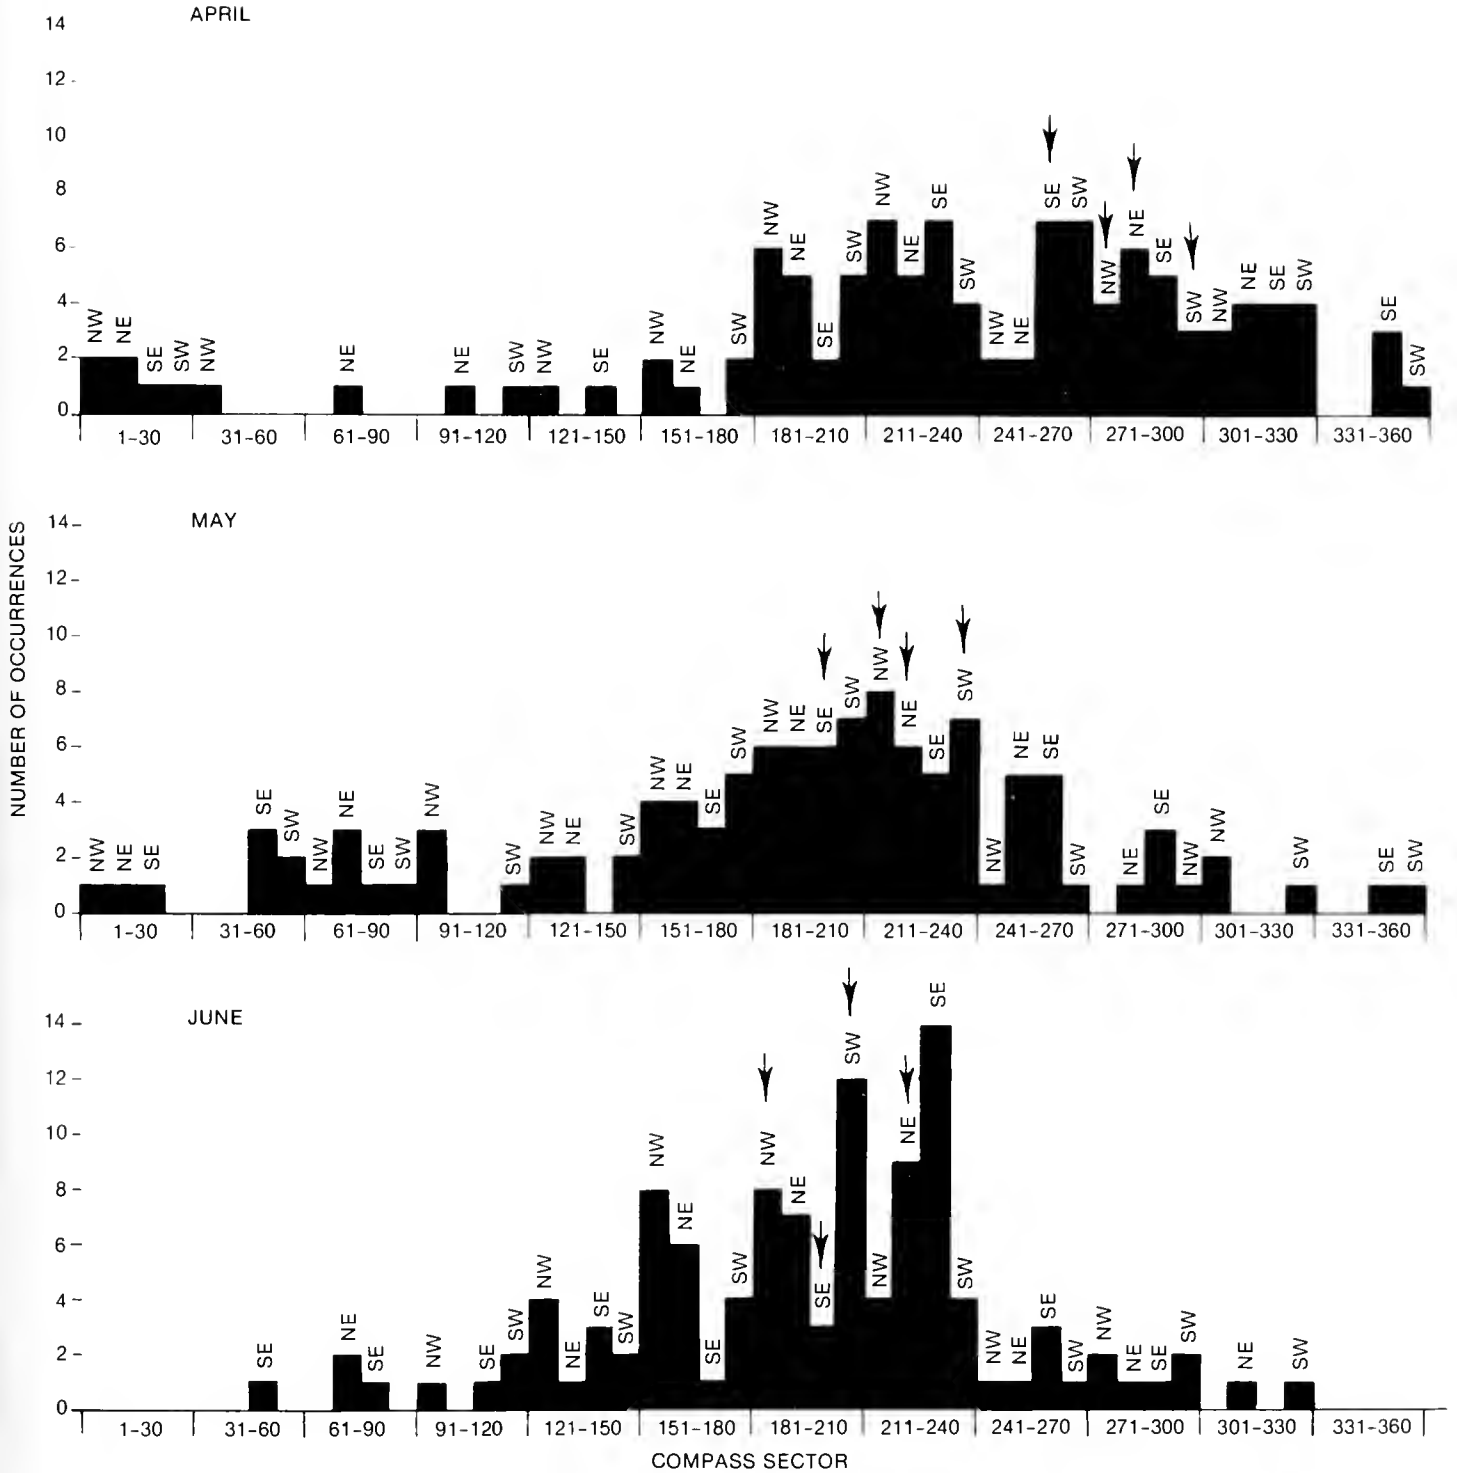 APRIL
14
12
10
8
6
4
2
0
NW NE SE SW NW NE NE SW NW SE NW NE SW NW NE SE SW NW NE SE SW NW NE SE SW NW NE SE SW NW NE SE SW SE SW
1-30 31-60 61-90 91-120 121-150 151-180 181-210 211-240 241-270 271-300 301-330 331-360
NUMBER OF OCCURRENCES
MAY
14
12
10
8
6
4
2
0
NW NE SE SE SW NW NE SE SW NW SW NW NE SW NW NE SE SW NW NE SE SW NW NE SE SW NW NE SE SW NE SE NW NW SW SE SW
1-30 31-60 61-90 91-120 121-150 151-180 181-210 211-240 241-270 271-300 301-330 331-360
JUNE
14
12
10
8
6
4
2
0
SE NE SE NW SE SW NW NE SE SW NW NE SE SW NW NE SE SW NW NE SE SW NW NE SE SW NW NE SE SW NE SW
1-30 31-60 61-90 91-120 121-150 151-180 181-210 211-240 241-270 271-300 301-330 331-360
COMPASS SECTOR